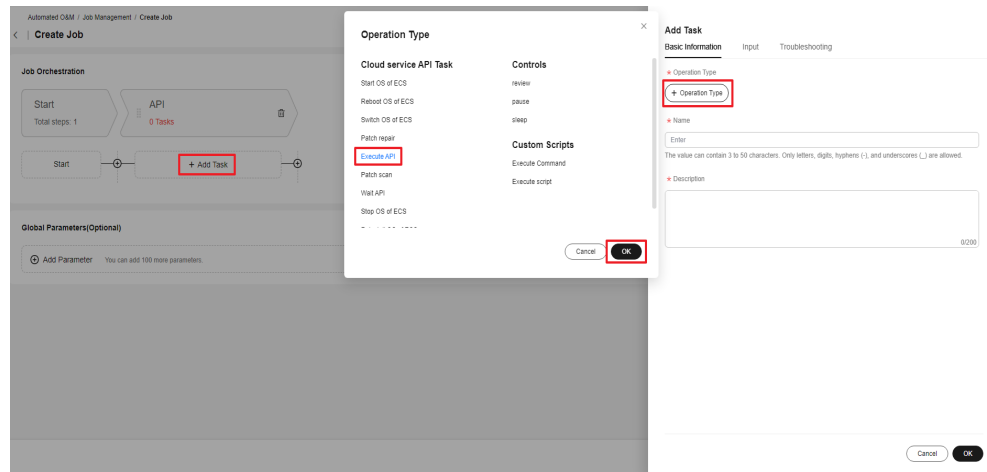 Automated O&M / Job Management / Create Job
< | Create Job
Job Orchestration
Start
Total steps: 1
API
0 Tasks
Start
+ Add Task
Global Parameters(Optional)
Add Parameter You can add 100 more parameters.
Operation Type
×
Cloud service API Task
Start OS of ECS
Reboot OS of ECS
Switch OS of ECS
Patch repair
Execute API
Patch scan
Wait API
Stop OS of ECS
Controls
review
pause
sleep
Custom Scripts
Execute Command
Execute script
Cancel
OK
Add Task
Basic Information Input Troubleshooting
* Operation Type
+ Operation Type
* Name
Enter
The value can contain 3 to 50 characters. Only letters, digits, hyphens (-), and underscores (_) are allowed.
* Description
0/200
Cancel
OK